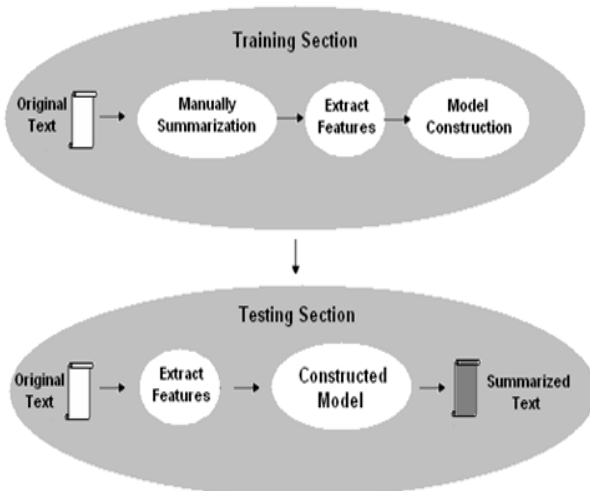 Training Section
Original
Text
Manually
Summarization
Extract
Features
Model
Construction
Testing Section
Original
Text
Extract
Features
Constructed
Model
Summarized
Text